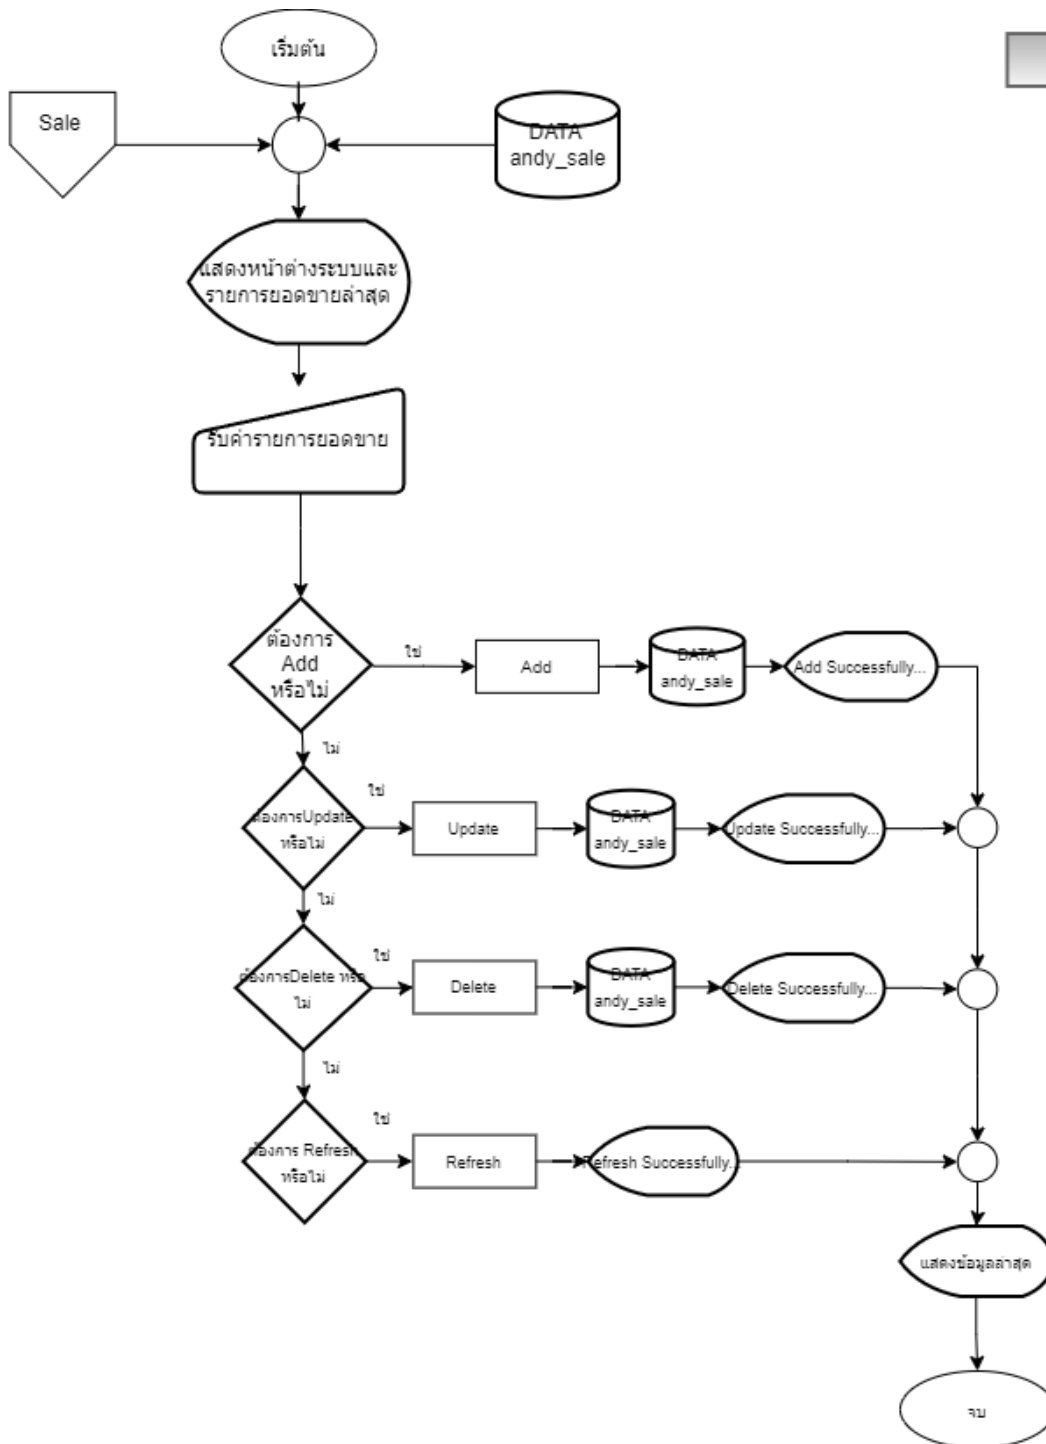 เริ่มต้น
Sale
DATA
andy_sale
แสดงหน้าต่างระบบและ
รายการยอดขายล่าสุด
รับค่ารายการยอดขาย
ต้องการ
Add
หรือไม่
ใช่
Add
DATA
andy_sale
Add Successfully...
ไม่
ต้องการUpdate
หรือไม่
ใช่
Update
DATA
andy_sale
Update Successfully...
ไม่
ต้องการDelete หรือ
ไม่
ใช่
Delete
DATA
andy_sale
Delete Successfully...
ไม่
ต้องการ Refresh
หรือไม่
ใช่
Refresh
Refresh Successfully...
แสดงข้อมูลล่าสุด
จบ